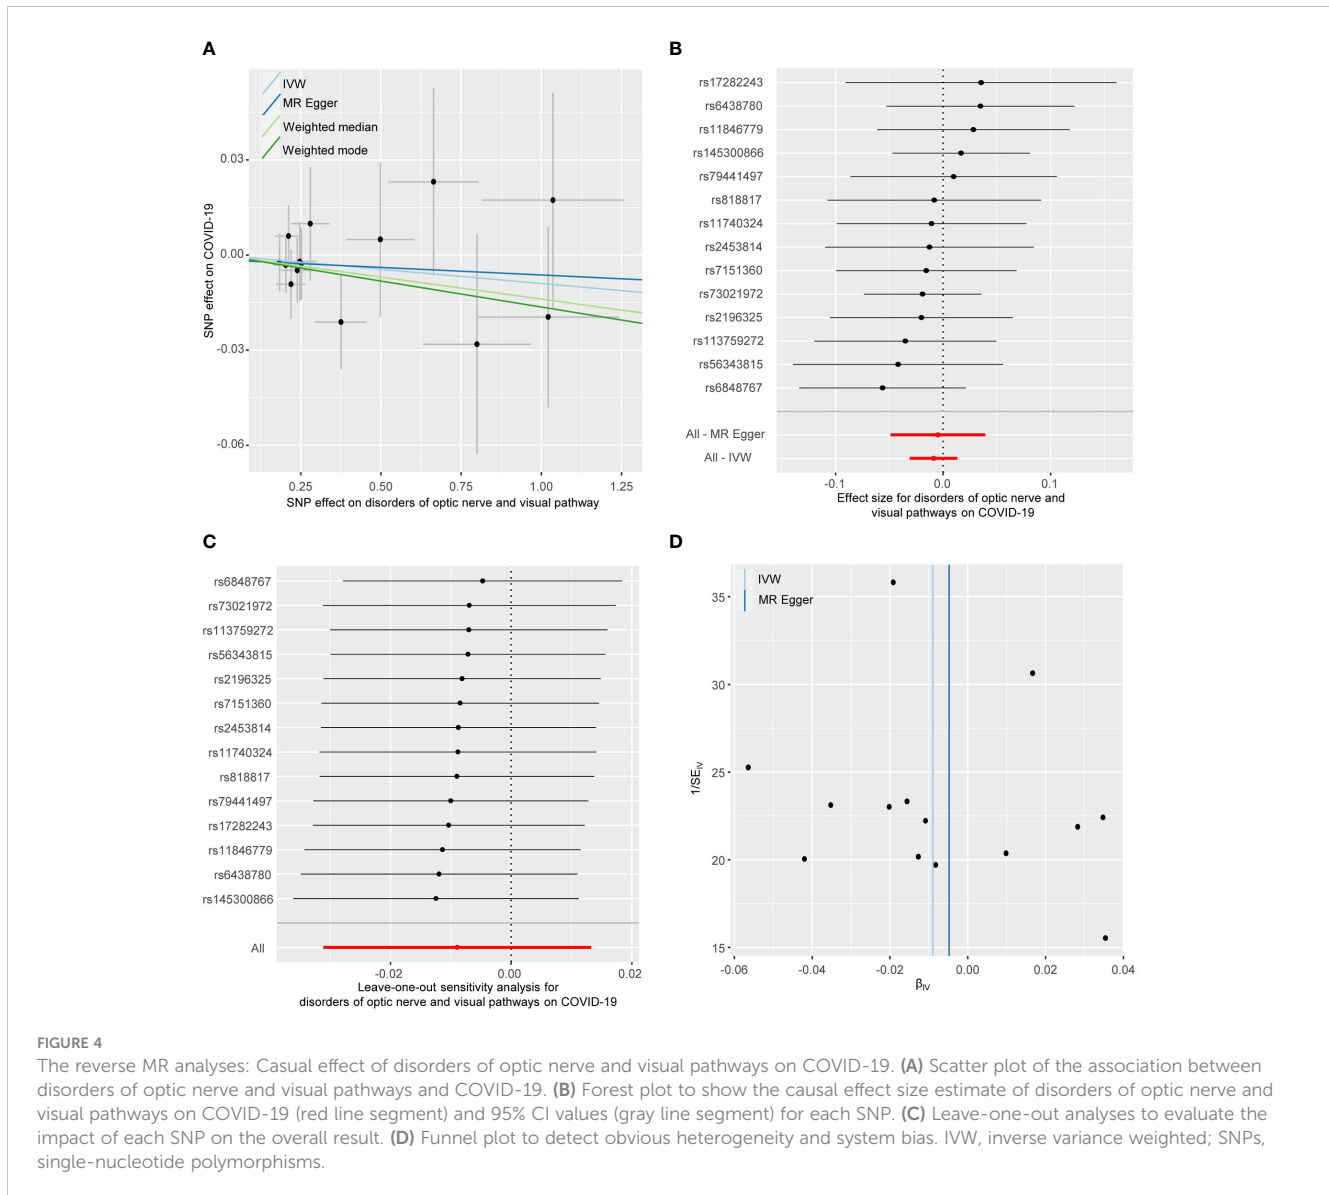 A
IVW
MR Egger
Weighted median
Weighted mode
SNP effect on COVID-19
0.03
0.00
-0.03
-0.06
0.25
0.50
0.75
1.00
1.25
SNP effect on disorders of optic nerve and visual pathway
B
rs17282243
rs6438780
rs11846779
rs145300866
rs79441497
rs818817
rs11740324
rs2453814
rs7151360
rs73021972
rs2196325
rs113759272
rs56343815
rs6848767
All - MR Egger
All - IVW
-0.1
0.0
0.1
Effect size for disorders of optic nerve and
visual pathways on COVID-19
C
rs6848767
rs73021972
rs113759272
rs56343815
rs2196325
rs7151360
rs2453814
rs11740324
rs818817
rs79441497
rs17282243
rs11846779
rs6438780
rs145300866
All
-0.02
0.00
0.02
Leave-one-out sensitivity analysis for
disorders of optic nerve and visual pathways on COVID-19
D
IVW
MR Egger
1/SE_IV
35
30
25
20
15
-0.06
-0.04
-0.02
0.00
0.02
0.04
β_IV
FIGURE 4
The reverse MR analyses: Casual effect of disorders of optic nerve and visual pathways on COVID-19. (A) Scatter plot of the association between
disorders of optic nerve and visual pathways and COVID-19. (B) Forest plot to show the causal effect size estimate of disorders of optic nerve and
visual pathways on COVID-19 (red line segment) and 95% CI values (gray line segment) for each SNP. (C) Leave-one-out analyses to evaluate the
impact of each SNP on the overall result. (D) Funnel plot to detect obvious heterogeneity and system bias. IVW, inverse variance weighted; SNPs,
single-nucleotide polymorphisms.